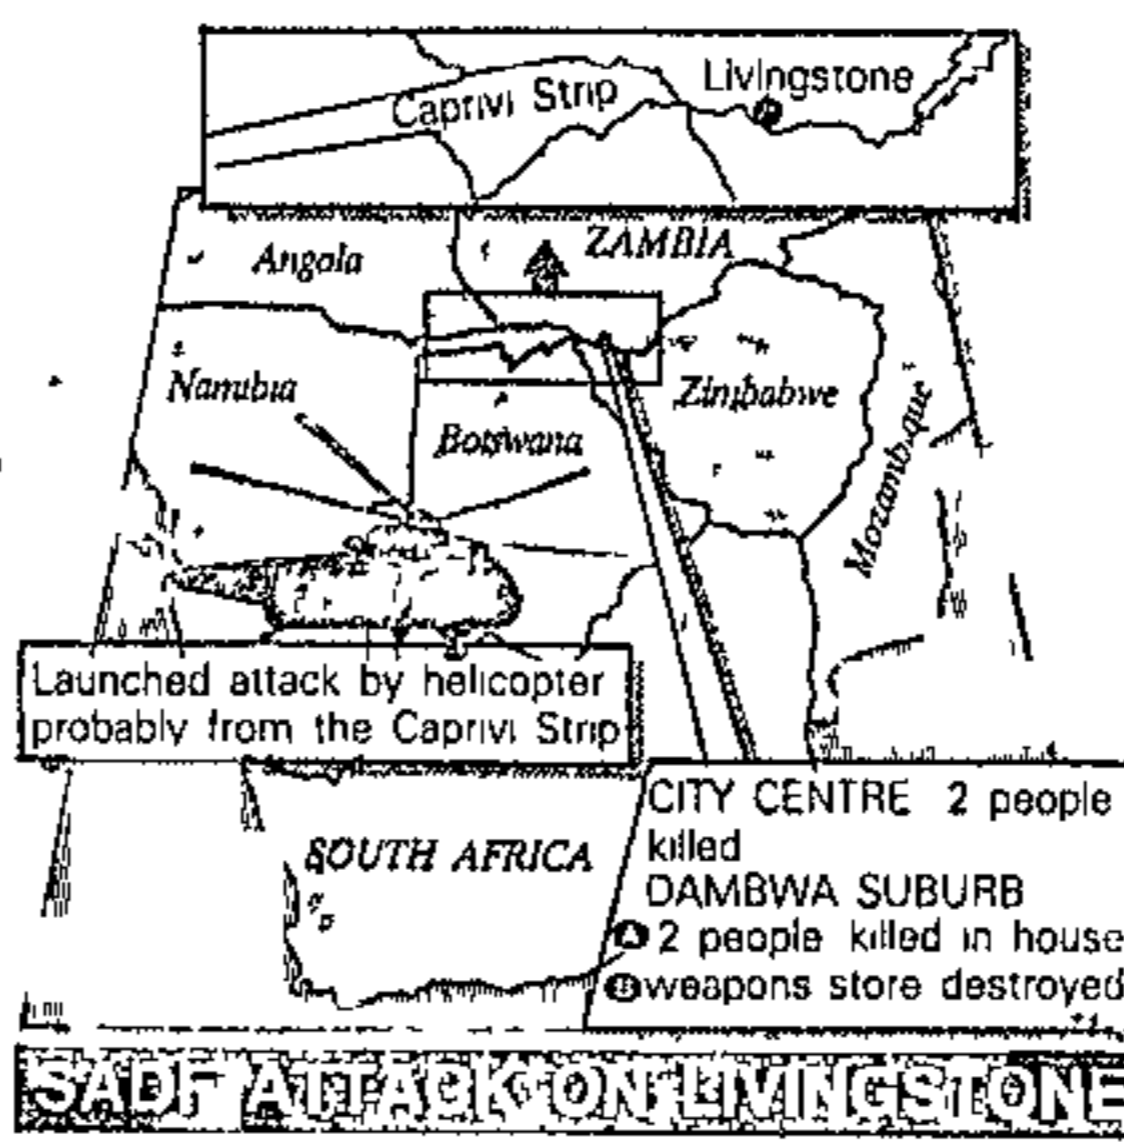 Caprivi Strip
Livingstone
Angola
ZAMBIA
Namibia
Botswana
Zimbabwe
Mozambique
Launched attack by helicopter
probably from the Caprivi Strip
SOUTH AFRICA
CITY CENTRE 2 people
killed
DAMBWA SUBURB
A 2 people killed in house
B weapons store destroyed
SADF ATTACK ON LIVINGSTONE